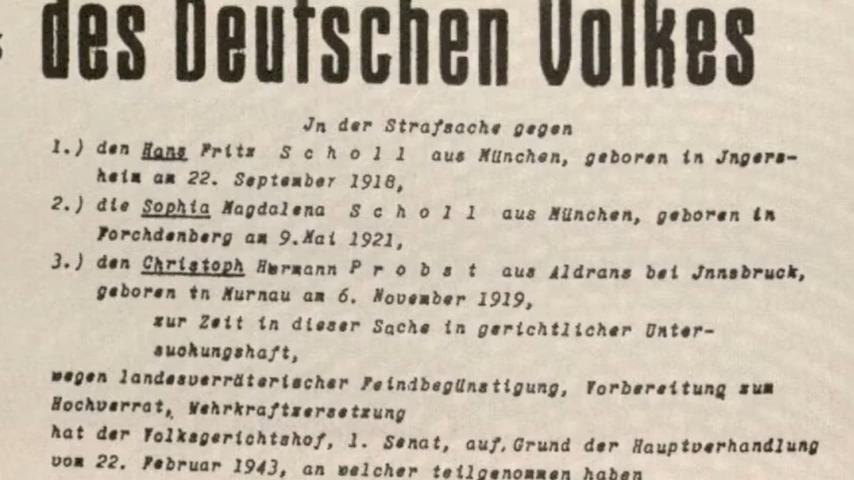 des Deutschen Volkes
Jn der Strafsache gegen
1.) den Hans Fritz S c h o l l aus München, geboren in Jngers-
heim am 22. September 1918,
2.) die Sophia Magdalena S c h o l l aus München, geboren in
Forchdenberg am 9.Mai 1921,
3.) den Christoph Hermann P r o b s t aus Aldrans bei Jnnsbruck,
geboren in Murnau am 6. November 1919,
zur Zeit in dieser Sache in gerichtlicher Unter-
suchungshaft,
wegen landesverräterischer Feindbegünstigung, Vorbereitung zum
Hochverrat, Wehrkraftzersetzung
hat der Volksgerichtshof, 1. Senat, auf Grund der Hauptverhandlung
vom 22. Februar 1943, an welcher teilgenommen haben